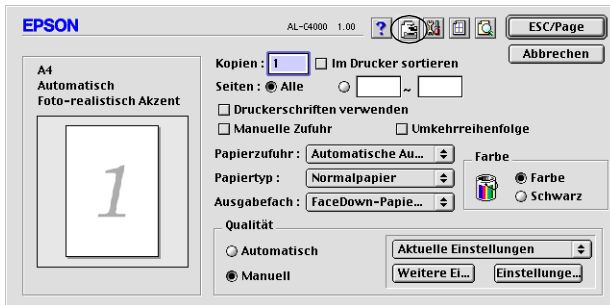 EPSON AL-C4000 1.00 ? ESC/Page
Abbrechen
A4
Automatisch
Foto-realistisch Akzent
1
Kopien : 1 Im Drucker sortieren
Seiten : Alle ~
Druckerschriften verwenden
Manuelle Zufuhr Umkehrreihenfolge
Papierzufuhr : Automatische Au...
Papiertyp : Normalpapier
Ausgabefach : FaceDown-Papie...
Farbe
Farbe
Schwarz
Qualität
Automatisch
Manuell
Aktuelle Einstellungen
Weitere Ei... Einstellunge...